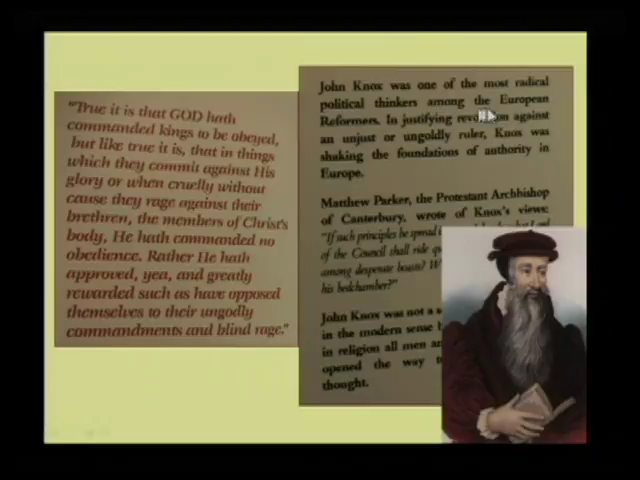 "True it is that GOD hath
commanded kings to be obeyed,
but like true it is, that in things
which they commit against His
glory or when cruelly without
cause they rage against their
brethren, the members of Christ's
body, He hath commanded no
obedience. Rather He hath
approved, yea, and greatly
rewarded such as have opposed
themselves to their ungodly
commandments and blind rage."
John Knox was one of the most radical
political thinkers among the European
Reformers. In justifying against
an unjust or ungodly ruler, Knox was
shaking the foundations of authority in
Europe.
Matthew Parker, the Protestant Archbishop
of Canterbury, wrote of Knox's views:
"If such principles be spread
of the Council shall ride
among desperate beasts?
his bedchamber?"
John Knox was not a
in the modern sense
in religion all men
opened the way
thought.